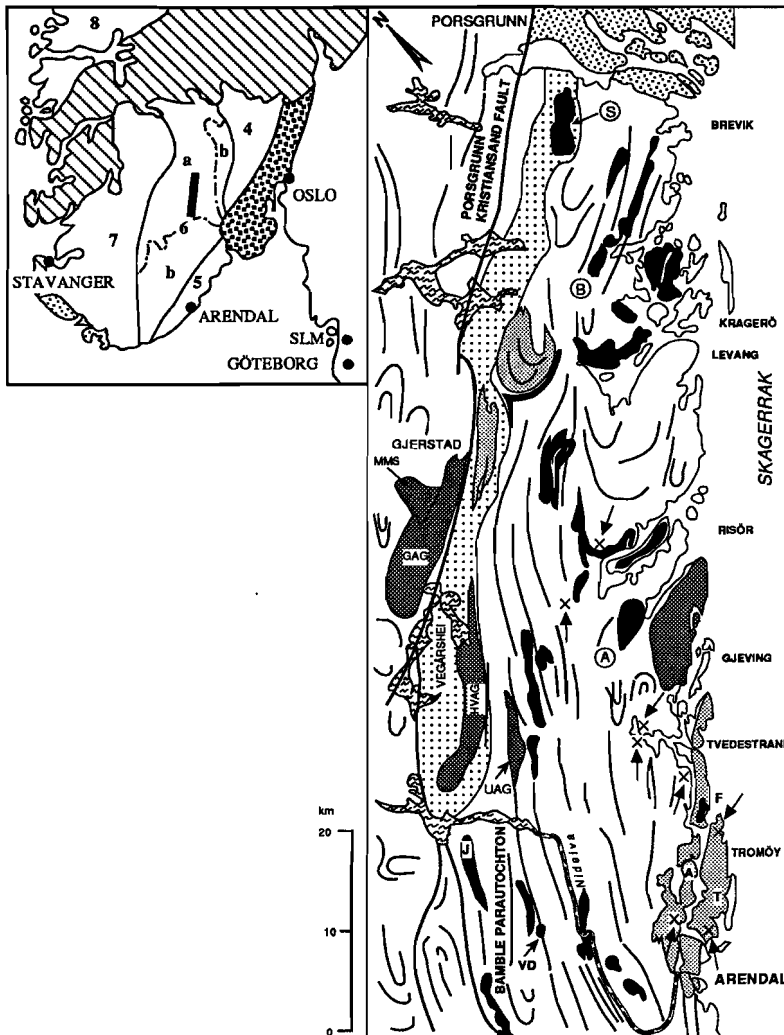 8
4
a
b
OSLO
6
7
STAVANGER
b
5
ARENDAL
SLM
GÖTEBORG
N
PORSGRUNN
S
BREVIK
PORSGRUNN
KRISTIANSAND FAULT
B
KRAGERÖ
LEVANG
SKAGERRAK
GJERSTAD
MMS
RISÖR
GAG
VEGÅRSHEI
A
GJEVING
HVAG
TVEDESTRAND
UAG
F
km
20
TROMÖY
A
Nidelva
T
10
BAMBLE PARAUTOCHTON
VD
ARENDAL
0